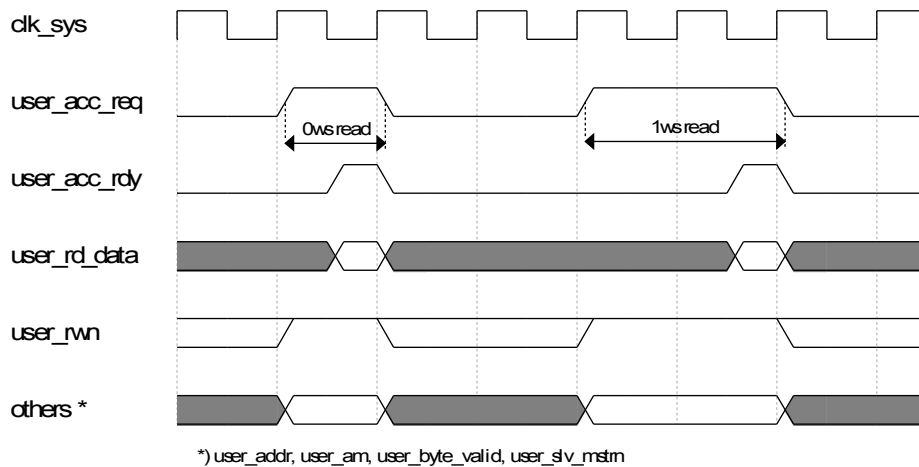 clk_sys
user_acc_req
0ws read
1ws read
user_acc_rdy
user_rd_data
user_rwn
others *
*) user_addr, user_am, user_byte_valid, user_slv_mstrn